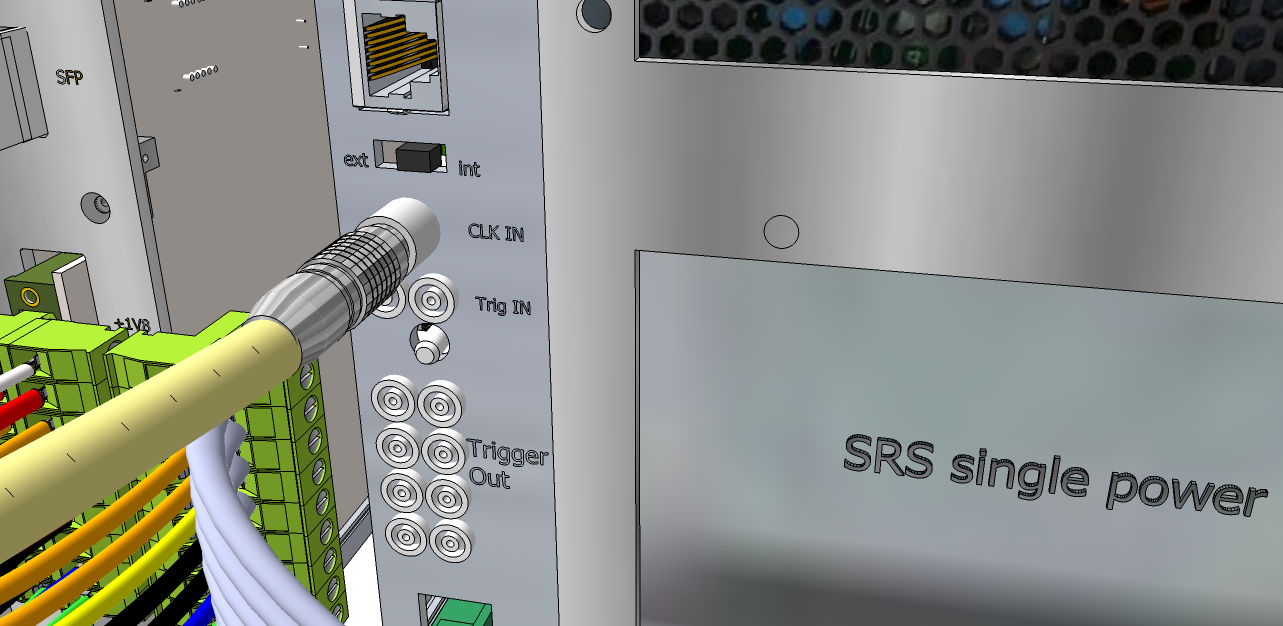 SFP
ext
int
CLK IN
Trig IN
+1V8
Trigger
Out
SRS single power